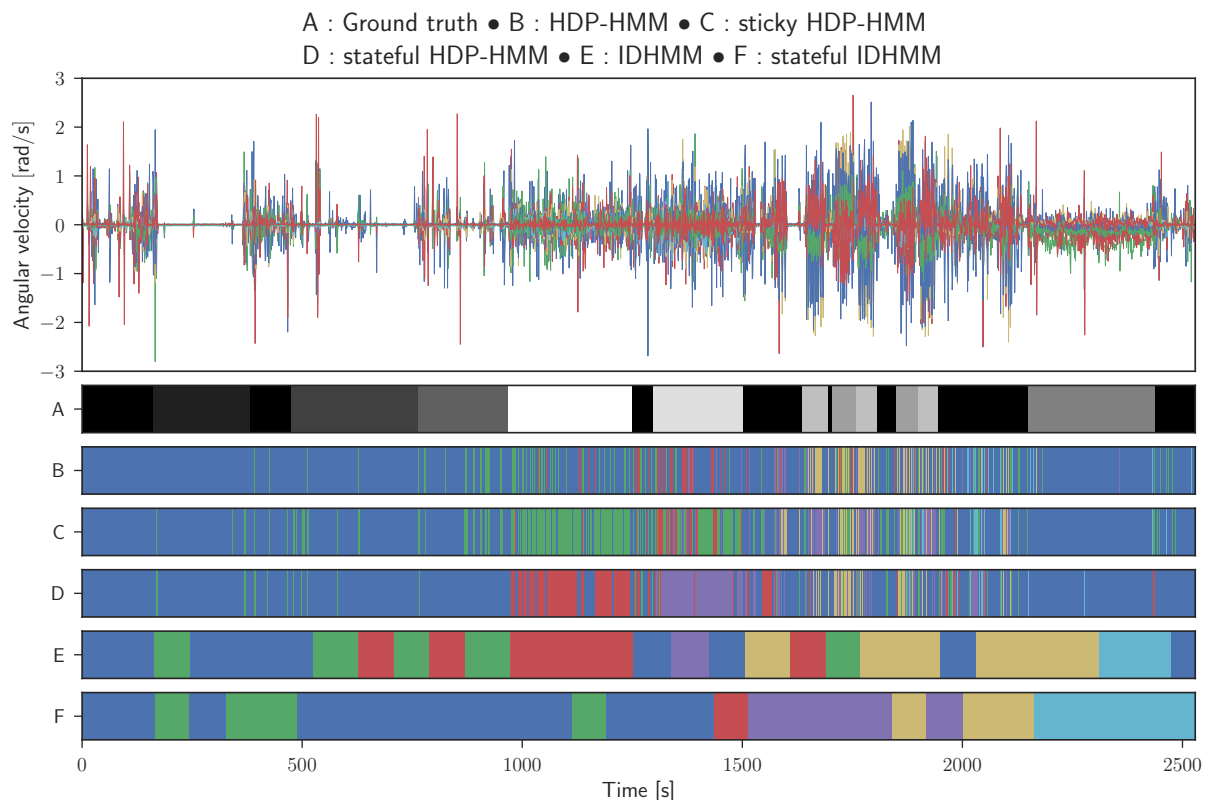 A : Ground truth • B : HDP-HMM • C : sticky HDP-HMM
D : stateful HDP-HMM • E : IDHMM • F : stateful IDHMM
3
2
1
0
−1
−2
−3
Angular velocity [rad/s]
A
B
C
D
E
F
0 500 1000 1500 2000 2500
Time [s]